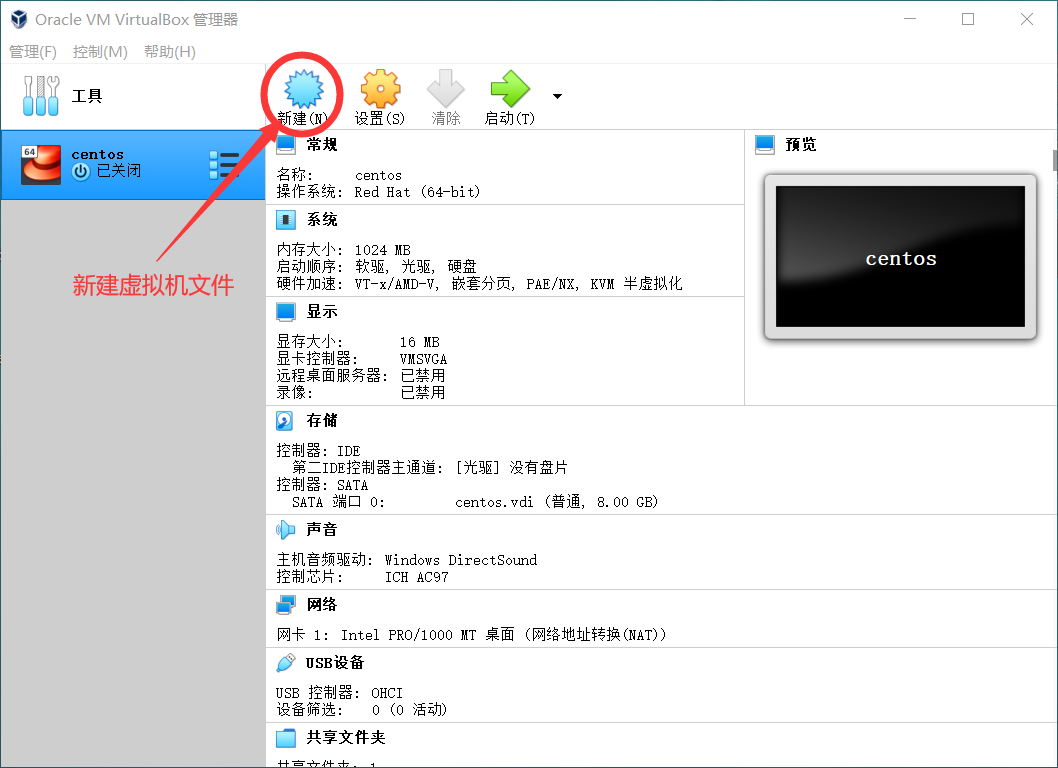 Oracle VM VirtualBox 管理器
管理(F) 控制(M) 帮助(H)
工具
新建(N) 设置(S) 清除 启动(T)
64
centos
已关闭
新建虚拟机文件
常规
名称: centos
操作系统: Red Hat (64-bit)
系统
内存大小: 1024 MB
启动顺序: 软驱, 光驱, 硬盘
硬件加速: VT-x/AMD-V, 嵌套分页, PAE/NX, KVM 半虚拟化
显示
显存大小: 16 MB
显卡控制器: VMSVGA
远程桌面服务器: 已禁用
录像: 已禁用
预览
centos
存储
控制器: IDE
第二IDE控制器主通道: [光驱] 没有盘片
控制器: SATA
SATA 端口 0: centos.vdi (普通, 8.00 GB)
声音
主机音频驱动: Windows DirectSound
控制芯片: ICH AC97
网络
网卡 1: Intel PRO/1000 MT 桌面 (网络地址转换(NAT))
USB设备
USB 控制器: OHCI
设备筛选: 0 (0 活动)
共享文件夹
共享文件夹: 1